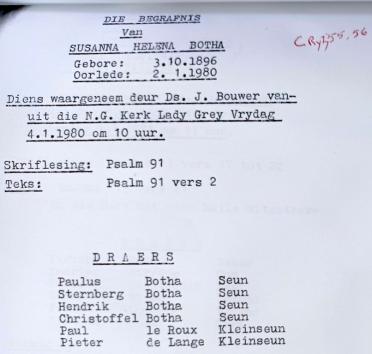 DIE BEGRAFNIS
Van
SUSANNA HELENA BOTHA
Gebore: 3.10.1896
Oorlede: 2. 1.1980
Diens waargeneem deur Ds. J. Bouwer van-
uit die N.G. Kerk Lady Grey Vrydag
4.1.1980 om 10 uur.
Skriflesing: Psalm 91
Teks: Psalm 91 vers 2
DRAERS
Paulus Botha Seun
Sternberg Botha Seun
Hendrik Botha Seun
Christoffel Botha Seun
Paul le Roux Kleinseun
Pieter de Lange Kleinseun